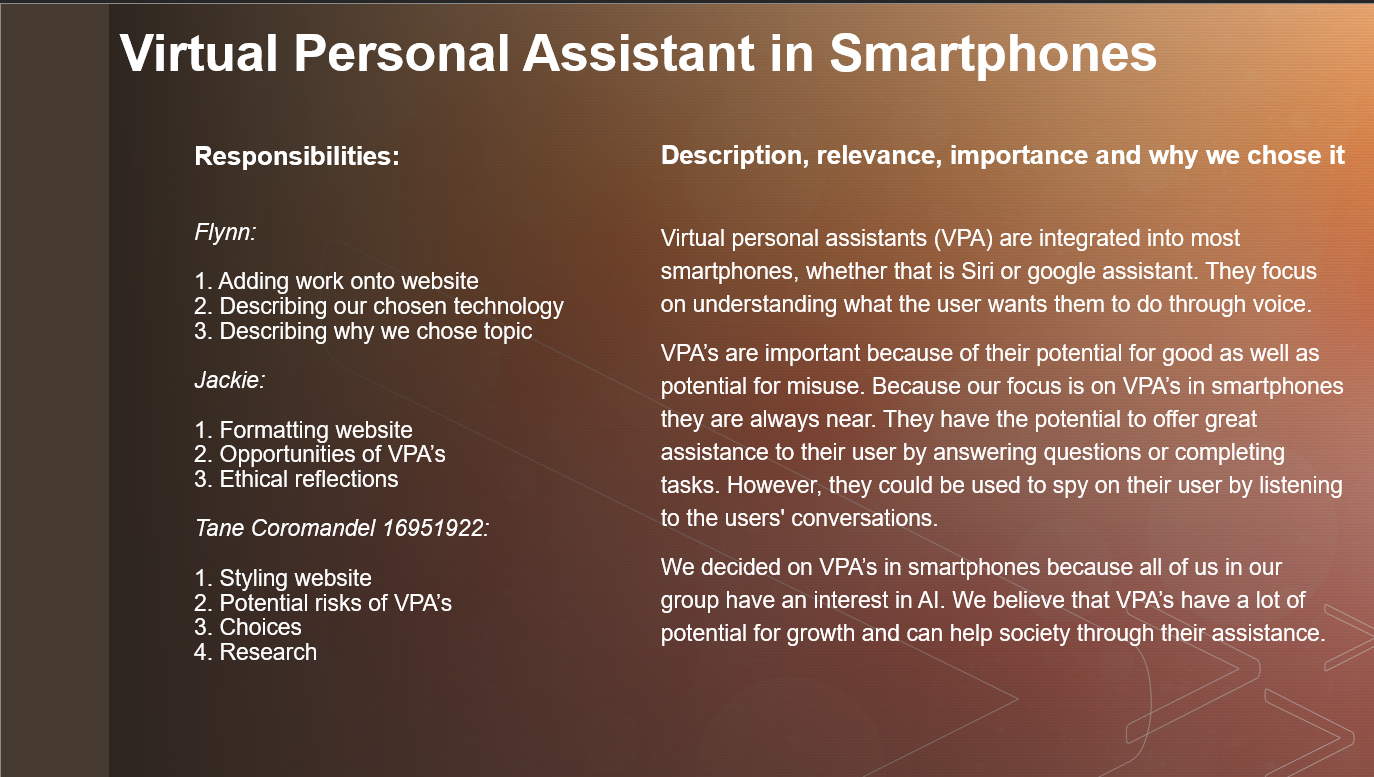 Virtual Personal Assistant in Smartphones
Responsibilities:
Flynn:
1. Adding work onto website
2. Describing our chosen technology
3. Describing why we chose topic
Jackie:
1. Formatting website
2. Opportunities of VPA’s
3. Ethical reflections
Tane Coromandel 16951922:
1. Styling website
2. Potential risks of VPA’s
3. Choices
4. Research
Description, relevance, importance and why we chose it
Virtual personal assistants (VPA) are integrated into most
smartphones, whether that is Siri or google assistant. They focus
on understanding what the user wants them to do through voice.
VPA’s are important because of their potential for good as well as
potential for misuse. Because our focus is on VPA’s in smartphones
they are always near. They have the potential to offer great
assistance to their user by answering questions or completing
tasks. However, they could be used to spy on their user by listening
to the users' conversations.
We decided on VPA’s in smartphones because all of us in our
group have an interest in AI. We believe that VPA’s have a lot of
potential for growth and can help society through their assistance.